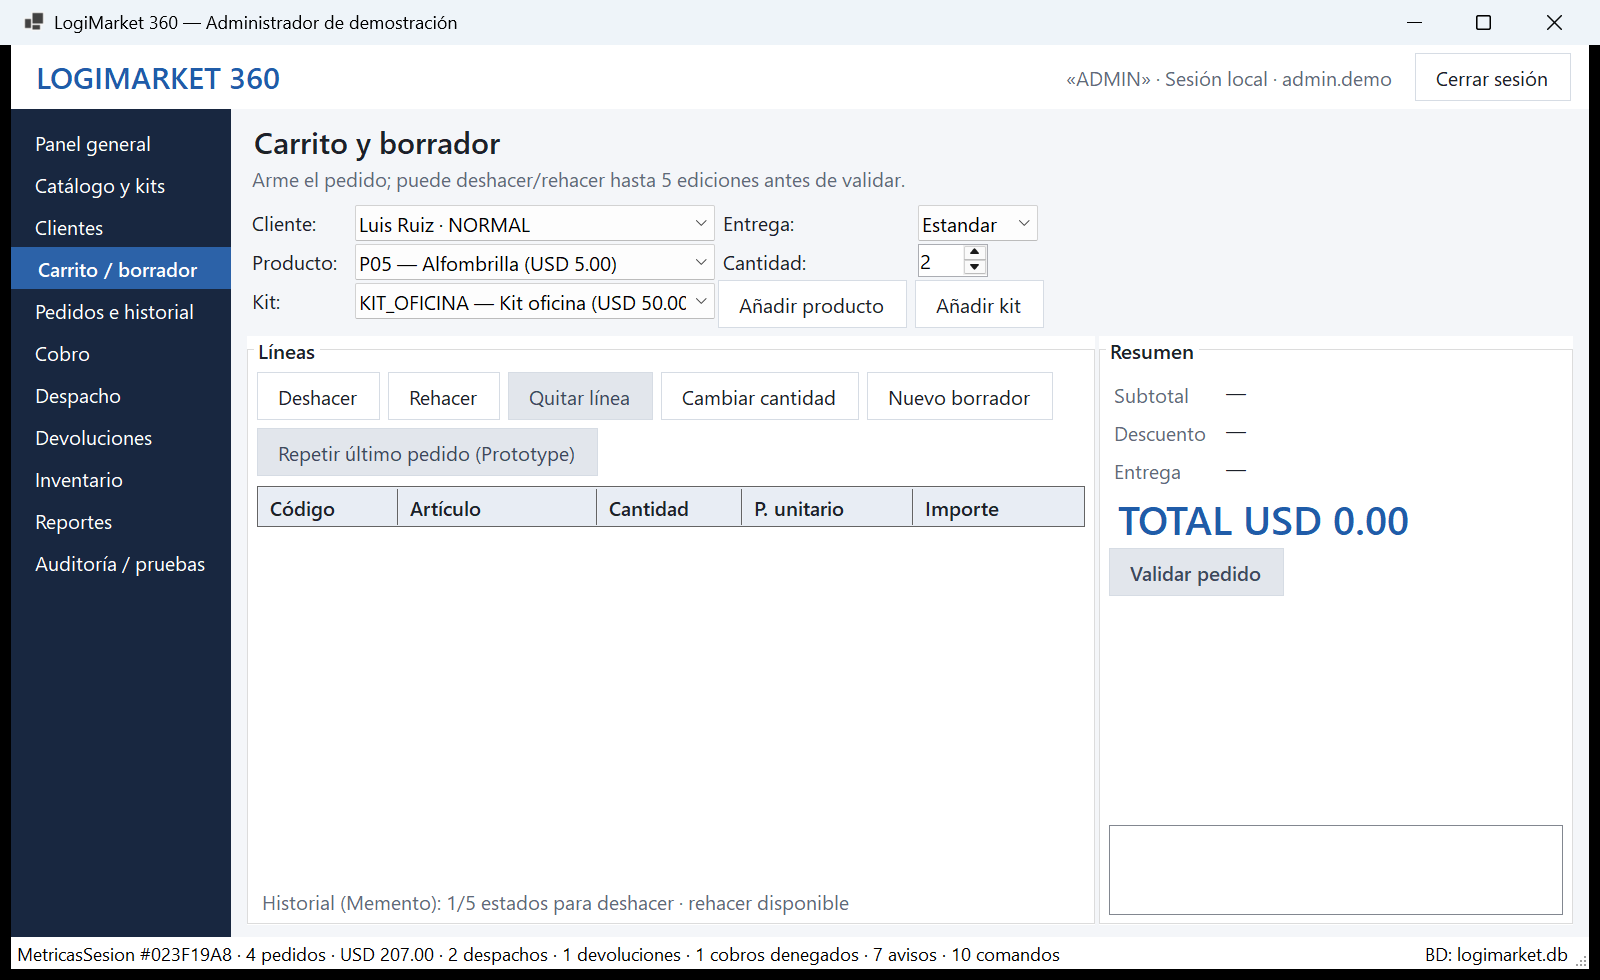 LogiMarket 360 — Administrador de demostración
LOGIMARKET 360
«ADMIN» · Sesión local · admin.demo
Cerrar sesión
Panel general
Catálogo y kits
Clientes
Carrito / borrador
Pedidos e historial
Cobro
Despacho
Devoluciones
Inventario
Reportes
Auditoría / pruebas
Carrito y borrador
Arme el pedido; puede deshacer/rehacer hasta 5 ediciones antes de validar.
Cliente: Luis Ruiz · NORMAL Entrega: Estandar
Producto: P05 — Alfombrilla (USD 5.00) Cantidad: 2
Kit: KIT_OFICINA — Kit oficina (USD 50.00 Añadir producto Añadir kit
Líneas
Deshacer Rehacer Quitar línea Cambiar cantidad Nuevo borrador
Repetir último pedido (Prototype)
Código Artículo Cantidad P. unitario Importe
Historial (Memento): 1/5 estados para deshacer · rehacer disponible
Resumen
Subtotal —
Descuento —
Entrega —
TOTAL USD 0.00
Validar pedido
MetricasSesion #023F19A8 · 4 pedidos · USD 207.00 · 2 despachos · 1 devoluciones · 1 cobros denegados · 7 avisos · 10 comandos
BD: logimarket.db